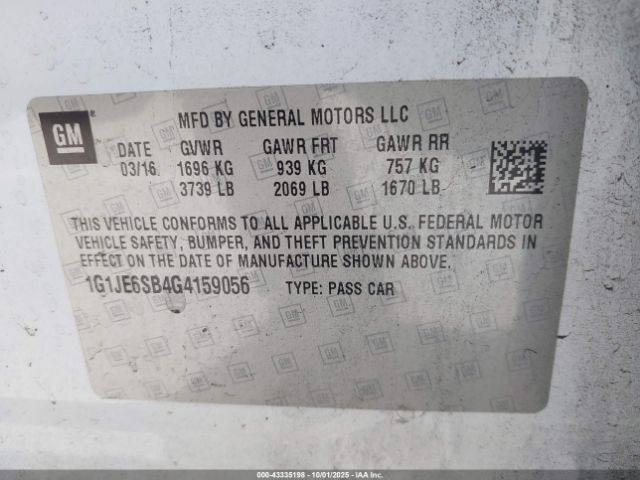 GM
MFD BY GENERAL MOTORS LLC
DATE GVWR GAWR FRT GAWR RR
03/16 1696 KG 939 KG 757 KG
3739 LB 2069 LB 1670 LB
THIS VEHICLE CONFORMS TO ALL APPLICABLE U.S. FEDERAL MOTOR
VEHICLE SAFETY, BUMPER, AND THEFT PREVENTION STANDARDS IN
EFFECT ON THE DATE OF MANUFACTURE SHOWN ABOVE.
1G1JE6SB4G4159056 TYPE: PASS CAR
000-43335198 - 10/01/2025 - www.iaai.com